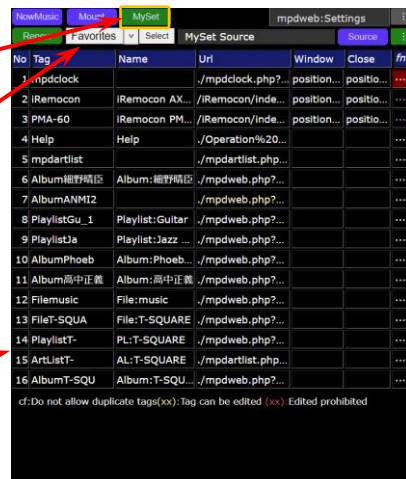 NowMusic Mount MySet mpdweb:Settings
Favorites Select MySet Source Source
No Tag Name Url Window Close fn
1 mpdclock ./mpdclock.php?... position... positio... ...
2 iRemocon iRemocon AX... /iRemocon/inde... position... positio... ...
3 PMA-60 iRemocon PM... /iRemocon/inde... position... positio... ...
4 Help Help ./Operation%20... ...
5 mpdartlist ./mpdartlist.php... ...
6 Album細野晴臣 Album:細野晴臣 ./mpdweb.php?... ...
7 AlbumANMI2 ./mpdweb.php?... ...
8 PlaylistGu_1 Playlist:Guitar ./mpdweb.php?... ...
9 PlaylistJa Playlist:Jazz ... ./mpdweb.php?... ...
10 AlbumPhoeb Album:Phoeb... ./mpdweb.php?... ...
11 Album高中正義 Album:高中正義 ./mpdweb.php?... ...
12 Filemusic File:music ./mpdweb.php?... ...
13 FileT-SQUA File:T-SQUARE ./mpdweb.php?... ...
14 PlaylistT- PL:T-SQUARE ./mpdweb.php?... ...
15 ArtListT- AL:T-SQUARE ./mpdartlist.php... ...
16 AlbumT-SQU Album:T-SQU... ./mpdweb.php?... ...
cf:Do not allow duplicate tags(xx):Tag can be edited (xx):Edited prohibited